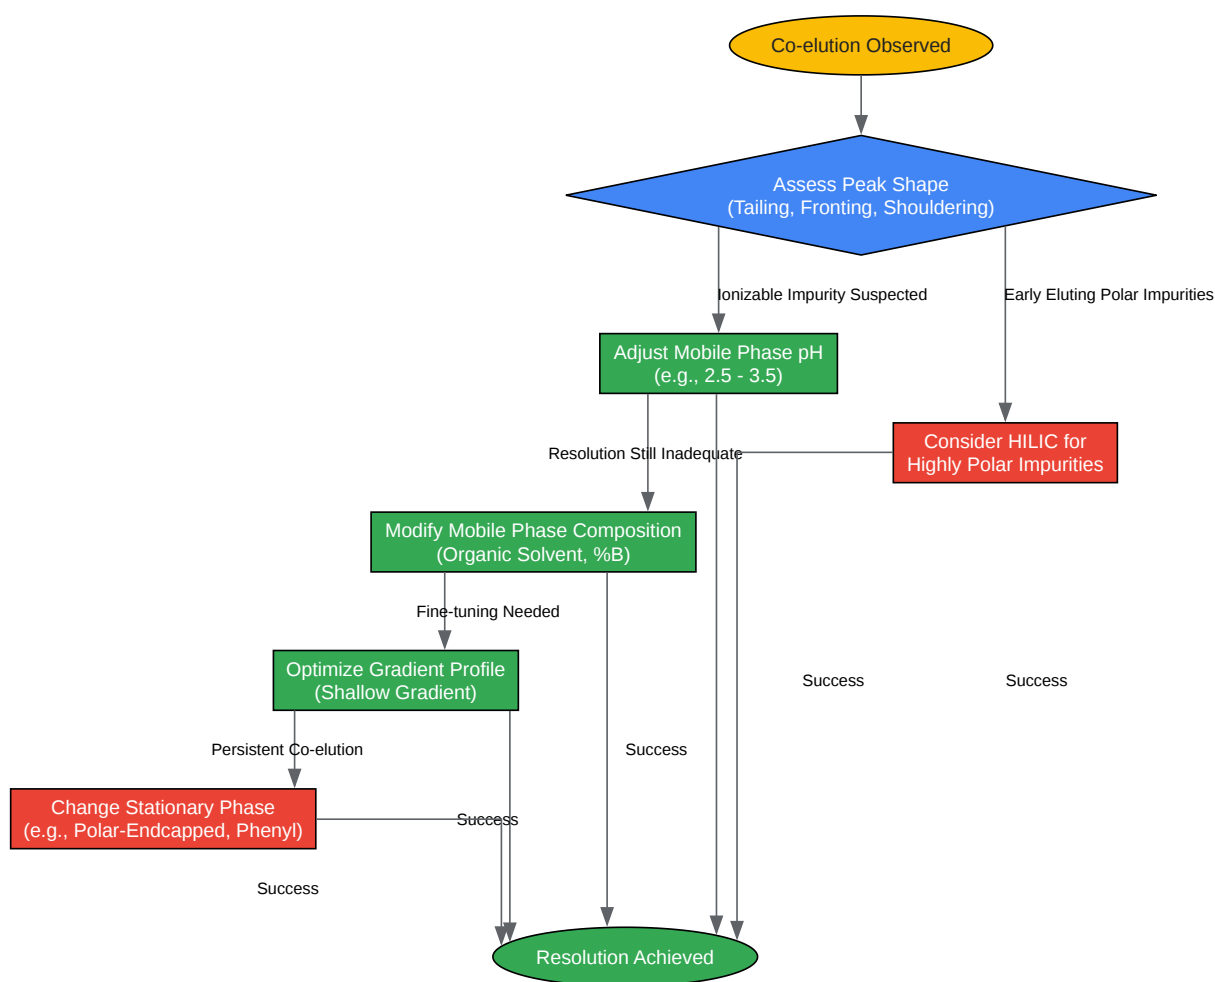 Co-elution Observed
Assess Peak Shape
(Tailing, Fronting, Shouldering)
Ionizable Impurity Suspected
Early Eluting Polar Impurities
Adjust Mobile Phase pH
(e.g., 2.5 - 3.5)
Consider HILIC for
Highly Polar Impurities
Resolution Still Inadequate
Modify Mobile Phase Composition
(Organic Solvent, %B)
Fine-tuning Needed
Optimize Gradient Profile
(Shallow Gradient)
Success
Success
Persistent Co-elution
Success
Change Stationary Phase
(e.g., Polar-Endcapped, Phenyl)
Success
Success
Resolution Achieved